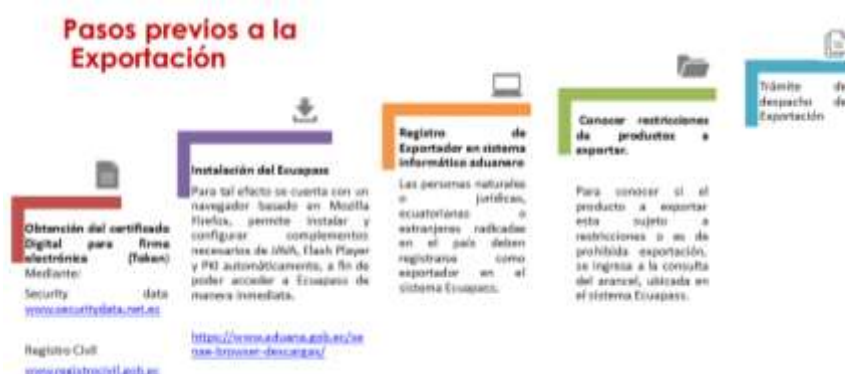 Pasos previos a la
Exportación
Obtención del certificado
Digital para firma
electrónica (Token)
Mediante:
Security data
www.securitydata.net.ec
Registro Civil
www.registrocivil.gob.ec
Instalación del Ecuapass
Para tal efecto se cuenta con un
navegador basado en Mozilla
Firefox, permite instalar y
configurar complementos
necesarios de JAVA, Flash Player
y PKI automáticamente, a fin de
poder acceder a Ecuapass de
manera inmediata.
https://www.aduana.gob.ec/se
nae-browser-descargas/
Registro de
Exportador en sistema
informático aduanero
Las personas naturales
o jurídicas,
ecuatorianas o
extranjeras radicadas
en el país deben
registrarse como
exportador en el
sistema Ecuapass.
Conocer restricciones
de productos a
exportar.
Para conocer si el
producto a exportar
esta sujeto a
restricciones o es de
prohibida exportación,
se ingresa a la consulta
del arancel, ubicada en
el sistema Ecuapass.
Trámite de
despacho de
Exportación